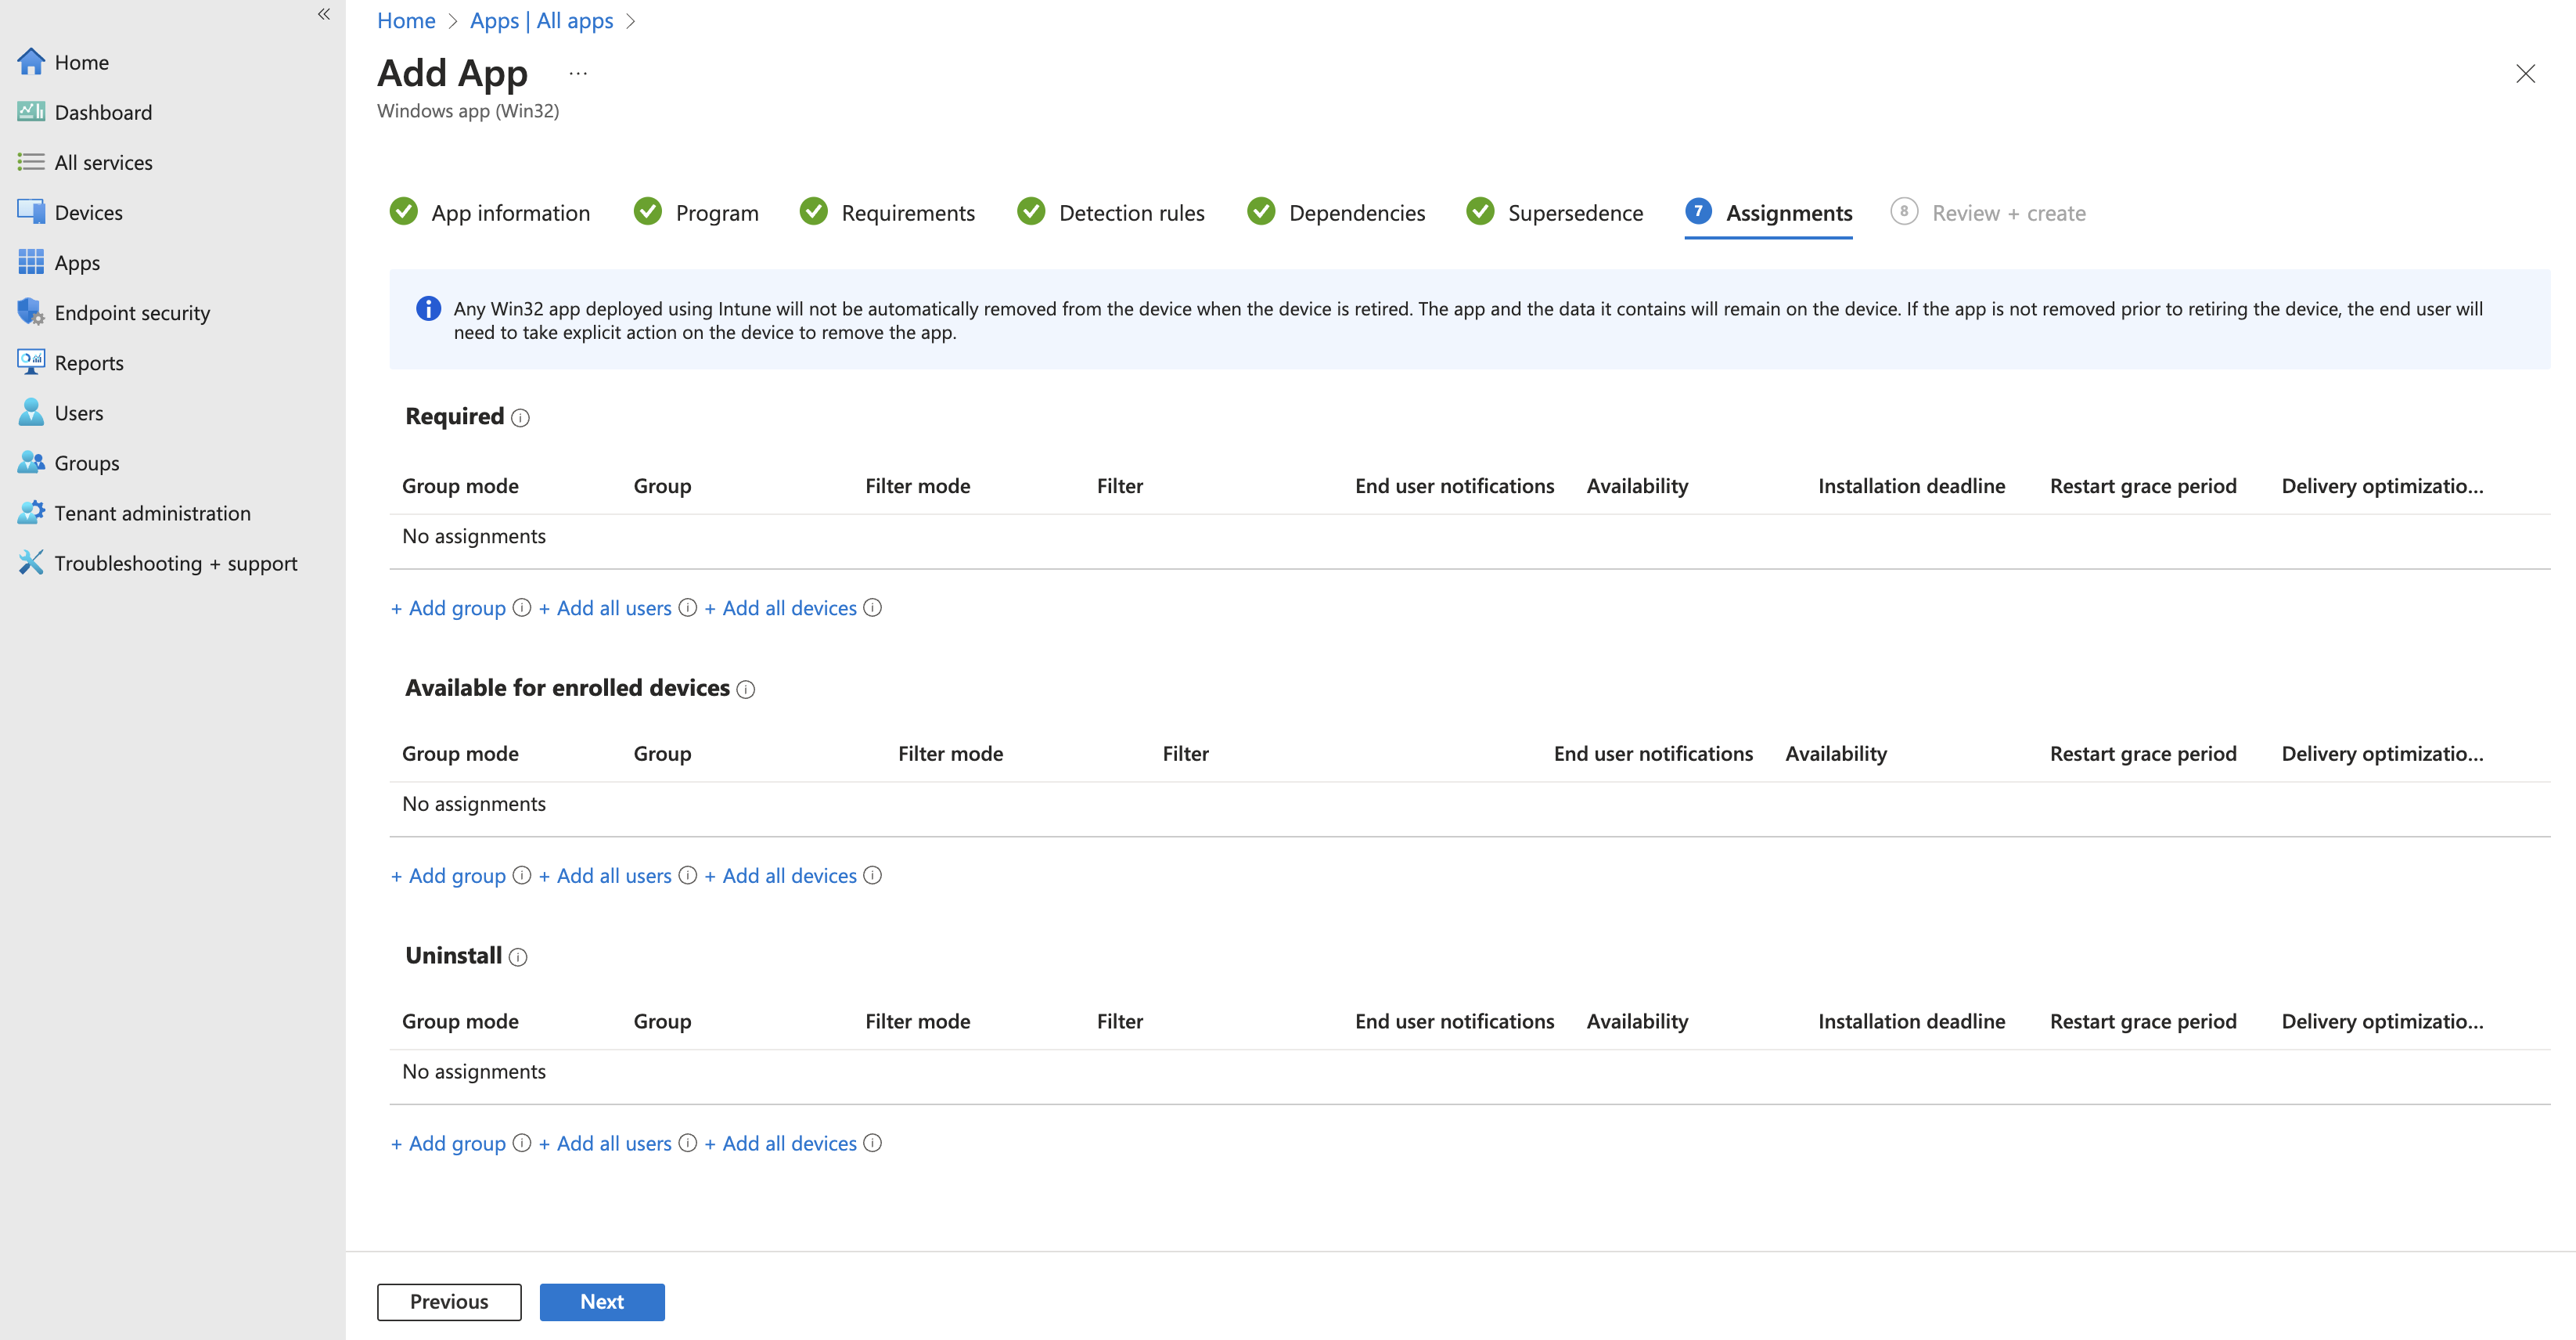 Home
Dashboard
All services
Devices
Apps
Endpoint security
Reports
Users
Groups
Tenant administration
Troubleshooting + support
Home > Apps | All apps >
Add App ...
Windows app (Win32)
App information Program Requirements Detection rules Dependencies Supersedence 7 Assignments 8 Review + create
Any Win32 app deployed using Intune will not be automatically removed from the device when the device is retired. The app and the data it contains will remain on the device. If the app is not removed prior to retiring the device, the end user will
need to take explicit action on the device to remove the app.
Required
Group mode Group Filter mode Filter End user notifications Availability Installation deadline Restart grace period Delivery optimizatio...
No assignments
+ Add group + Add all users + Add all devices
Available for enrolled devices
Group mode Group Filter mode Filter End user notifications Availability Restart grace period Delivery optimizatio...
No assignments
+ Add group + Add all users + Add all devices
Uninstall
Group mode Group Filter mode Filter End user notifications Availability Installation deadline Restart grace period Delivery optimizatio...
No assignments
+ Add group + Add all users + Add all devices
Previous Next